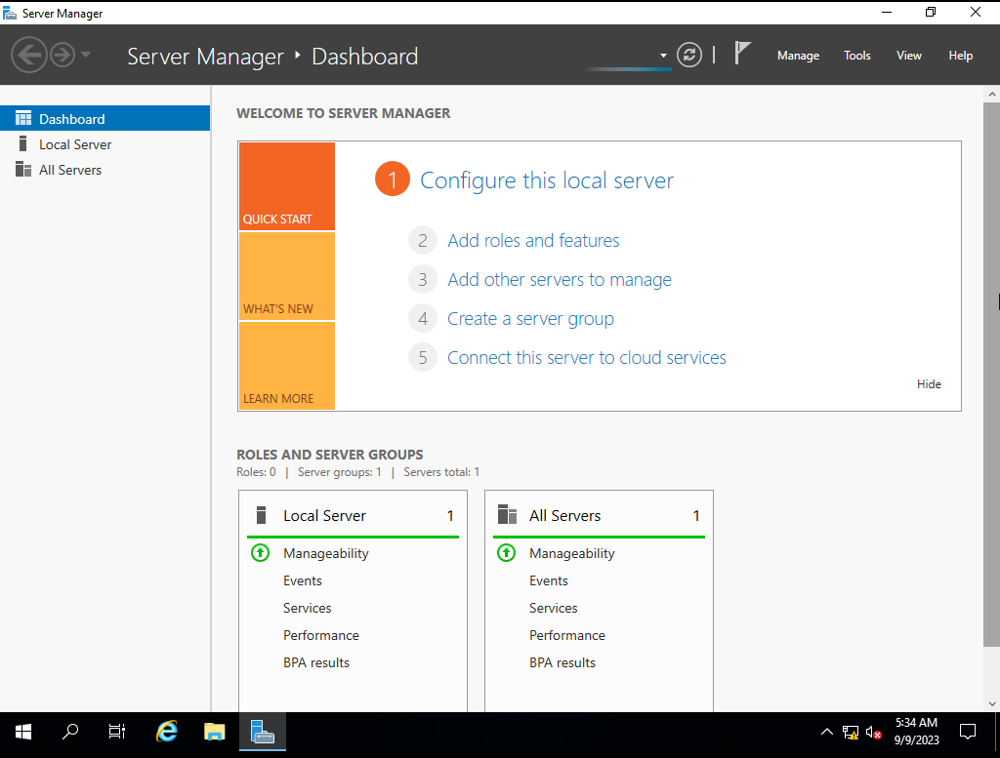 Server Manager
Server Manager ‣ Dashboard
Manage Tools View Help
Dashboard
Local Server
All Servers
WELCOME TO SERVER MANAGER
QUICK START
WHAT'S NEW
LEARN MORE
1 Configure this local server
2 Add roles and features
3 Add other servers to manage
4 Create a server group
5 Connect this server to cloud services
Hide
ROLES AND SERVER GROUPS
Roles: 0 | Server groups: 1 | Servers total: 1
Local Server 1
Manageability
Events
Services
Performance
BPA results
All Servers 1
Manageability
Events
Services
Performance
BPA results
5:34 AM
9/9/2023